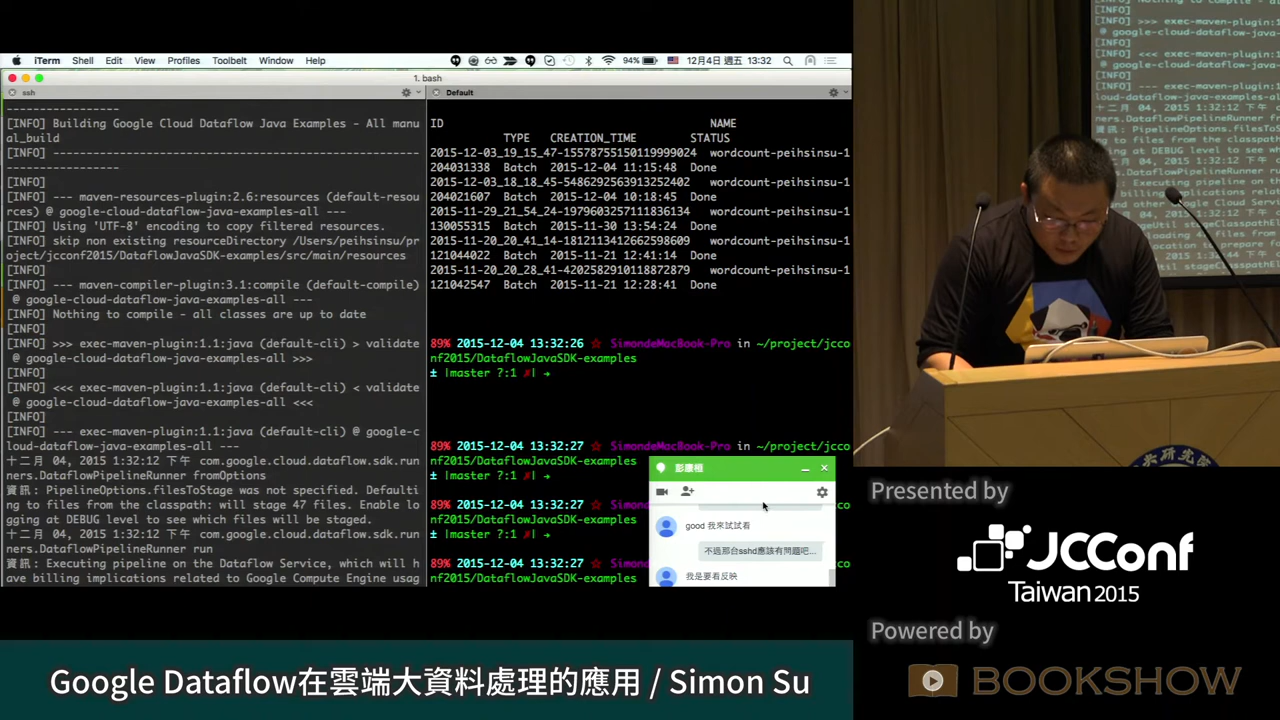 iTerm Shell Edit View Profiles Toolbelt Window Help 94% 12月4日 週五 13:32
1. bash
ssh
----------------
[INFO] Building Google Cloud Dataflow Java Examples - All manu
al_build
[INFO] -------------------------------------------------------
----------------
[INFO]
[INFO] --- maven-resources-plugin:2.6:resources (default-resou
rces) @ google-cloud-dataflow-java-examples-all ---
[INFO] Using 'UTF-8' encoding to copy filtered resources.
[INFO] skip non existing resourceDirectory /Users/peihsinsu/pr
oject/jcconf2015/DataflowJavaSDK-examples/src/main/resources
[INFO]
[INFO] --- maven-compiler-plugin:3.1:compile (default-compile)
@ google-cloud-dataflow-java-examples-all ---
[INFO] Nothing to compile - all classes are up to date
[INFO]
[INFO] >>> exec-maven-plugin:1.1:java (default-cli) > validate
@ google-cloud-dataflow-java-examples-all >>>
[INFO]
[INFO] <<< exec-maven-plugin:1.1:java (default-cli) < validate
@ google-cloud-dataflow-java-examples-all <<<
[INFO]
[INFO] --- exec-maven-plugin:1.1:java (default-cli) @ google-c
loud-dataflow-java-examples-all ---
十二月 04, 2015 1:32:12 下午 com.google.cloud.dataflow.sdk.run
ners.DataflowPipelineRunner fromOptions
資訊: PipelineOptions.filesToStage was not specified. Defaulti
ng to files from the classpath: will stage 47 files. Enable lo
gging at DEBUG level to see which files will be staged.
十二月 04, 2015 1:32:12 下午 com.google.cloud.dataflow.sdk.run
ners.DataflowPipelineRunner run
資訊: Executing pipeline on the Dataflow Service, which will h
ave billing implications related to Google Compute Engine usag
Default
ID NAME
TYPE CREATION_TIME STATUS
2015-12-03_19_15_47-15578755150119999024 wordcount-peihsinsu-1
204031338 Batch 2015-12-04 11:15:48 Done
2015-12-03_18_18_45-5486292563913252402 wordcount-peihsinsu-1
204021607 Batch 2015-12-04 10:18:45 Done
2015-11-29_21_54_24-1979603257111836134 wordcount-peihsinsu-1
130055315 Batch 2015-11-30 13:54:24 Done
2015-11-20_20_41_14-1812113412662598609 wordcount-peihsinsu-1
121044022 Batch 2015-11-21 12:41:14 Done
2015-11-20_20_28_41-4202582910118872879 wordcount-peihsinsu-1
121042547 Batch 2015-11-21 12:28:41 Done
89% 2015-12-04 13:32:26 ☆ SimondeMacBook-Pro in ~/project/jcco
nf2015/DataflowJavaSDK-examples
± |master ?:1 ✗| →
89% 2015-12-04 13:32:27 ☆ SimondeMacBook-Pro in ~/project/jcco
nf2015/DataflowJavaSDK-examples
± |master ?:1 ✗| →
89% 2015-12-04 13:32:27 ☆ SimondeMacBook-Pro
nf2015/DataflowJavaSDK-examples
± |master ?:1 ✗| →
89% 2015-12-04 13:32:27 ☆ SimondeMacBook-Pro
nf2015/DataflowJavaSDK-examples
good 我來試試看
不過那台sshd應該有問題吧...
我是要看反映
Presented by
JCConf
Taiwan 2015
Powered by
BOOKSHOW
Google Dataflow在雲端大資料處理的應用 / Simon Su